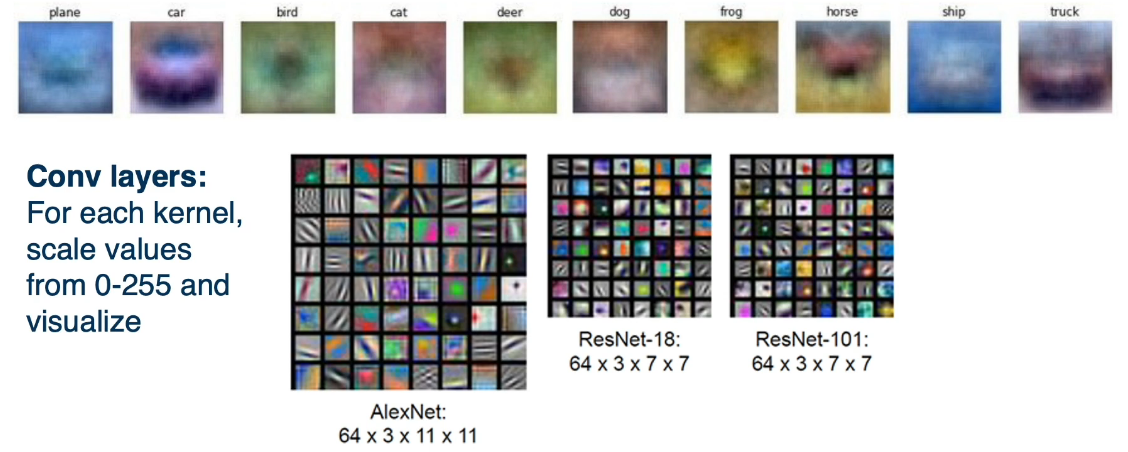 plane car bird cat deer dog frog horse ship truck
Conv layers:
For each kernel,
scale values
from 0-255 and
visualize
AlexNet:
64 x 3 x 11 x 11
ResNet-18:
64 x 3 x 7 x 7
ResNet-101:
64 x 3 x 7 x 7